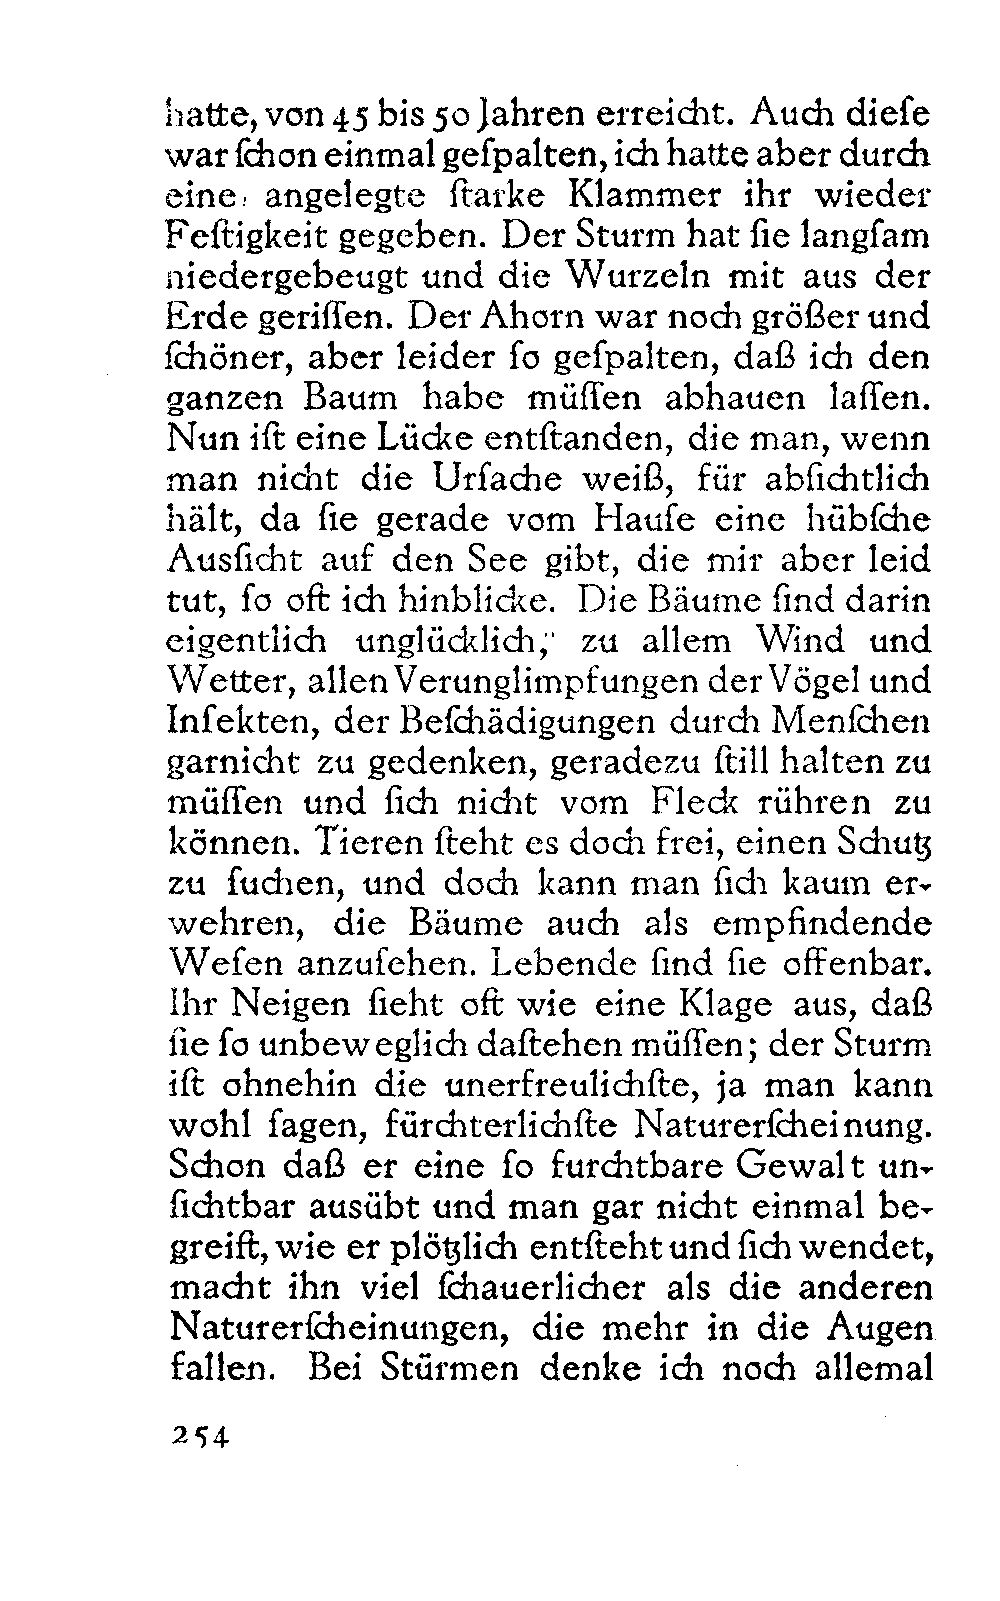 hatte, von 45 bis 50 Jahren erreicht. Auch dieſe
war ſchon einmal geſpalten, ich hatte aber durch
eine angelegte ſtarke Klammer ihr wieder
Feſtigkeit gegeben. Der Sturm hat ſie langſam
niedergebeugt und die Wurzeln mit aus der
Erde geriſſen. Der Ahorn war noch größer und
ſchöner, aber leider ſo geſpalten, daß ich den
ganzen Baum habe müſſen abhauen laſſen.
Nun iſt eine Lücke entſtanden, die man, wenn
man nicht die Urſache weiß, für abſichtlich
hält, da ſie gerade vom Hauſe eine hübſche
Ausſicht auf den See gibt, die mir aber leid
tut, ſo oft ich hinblicke. Die Bäume ſind darin
eigentlich unglücklich, zu allem Wind und
Wetter, allen Verunglimpfungen der Vögel und
Inſekten, der Beſchädigungen durch Menſchen
garnicht zu gedenken, geradezu ſtill halten zu
müſſen und ſich nicht vom Fleck rühren zu
können. Tieren ſteht es doch frei, einen Schutz
zu ſuchen, und doch kann man ſich kaum er-
wehren, die Bäume auch als empfindende
Weſen anzuſehen. Lebende ſind ſie offenbar.
Ihr Neigen ſieht oft wie eine Klage aus, daß
ſie ſo unbeweglich daſtehen müſſen; der Sturm
iſt ohnehin die unerfreulichſte, ja man kann
wohl ſagen, fürchterlichſte Naturerſcheinung.
Schon daß er eine ſo furchtbare Gewalt un-
ſichtbar ausübt und man gar nicht einmal be-
greift, wie er plötzlich entſteht und ſich wendet,
macht ihn viel ſchauerlicher als die anderen
Naturerſcheinungen, die mehr in die Augen
fallen. Bei Stürmen denke ich noch allemal
254